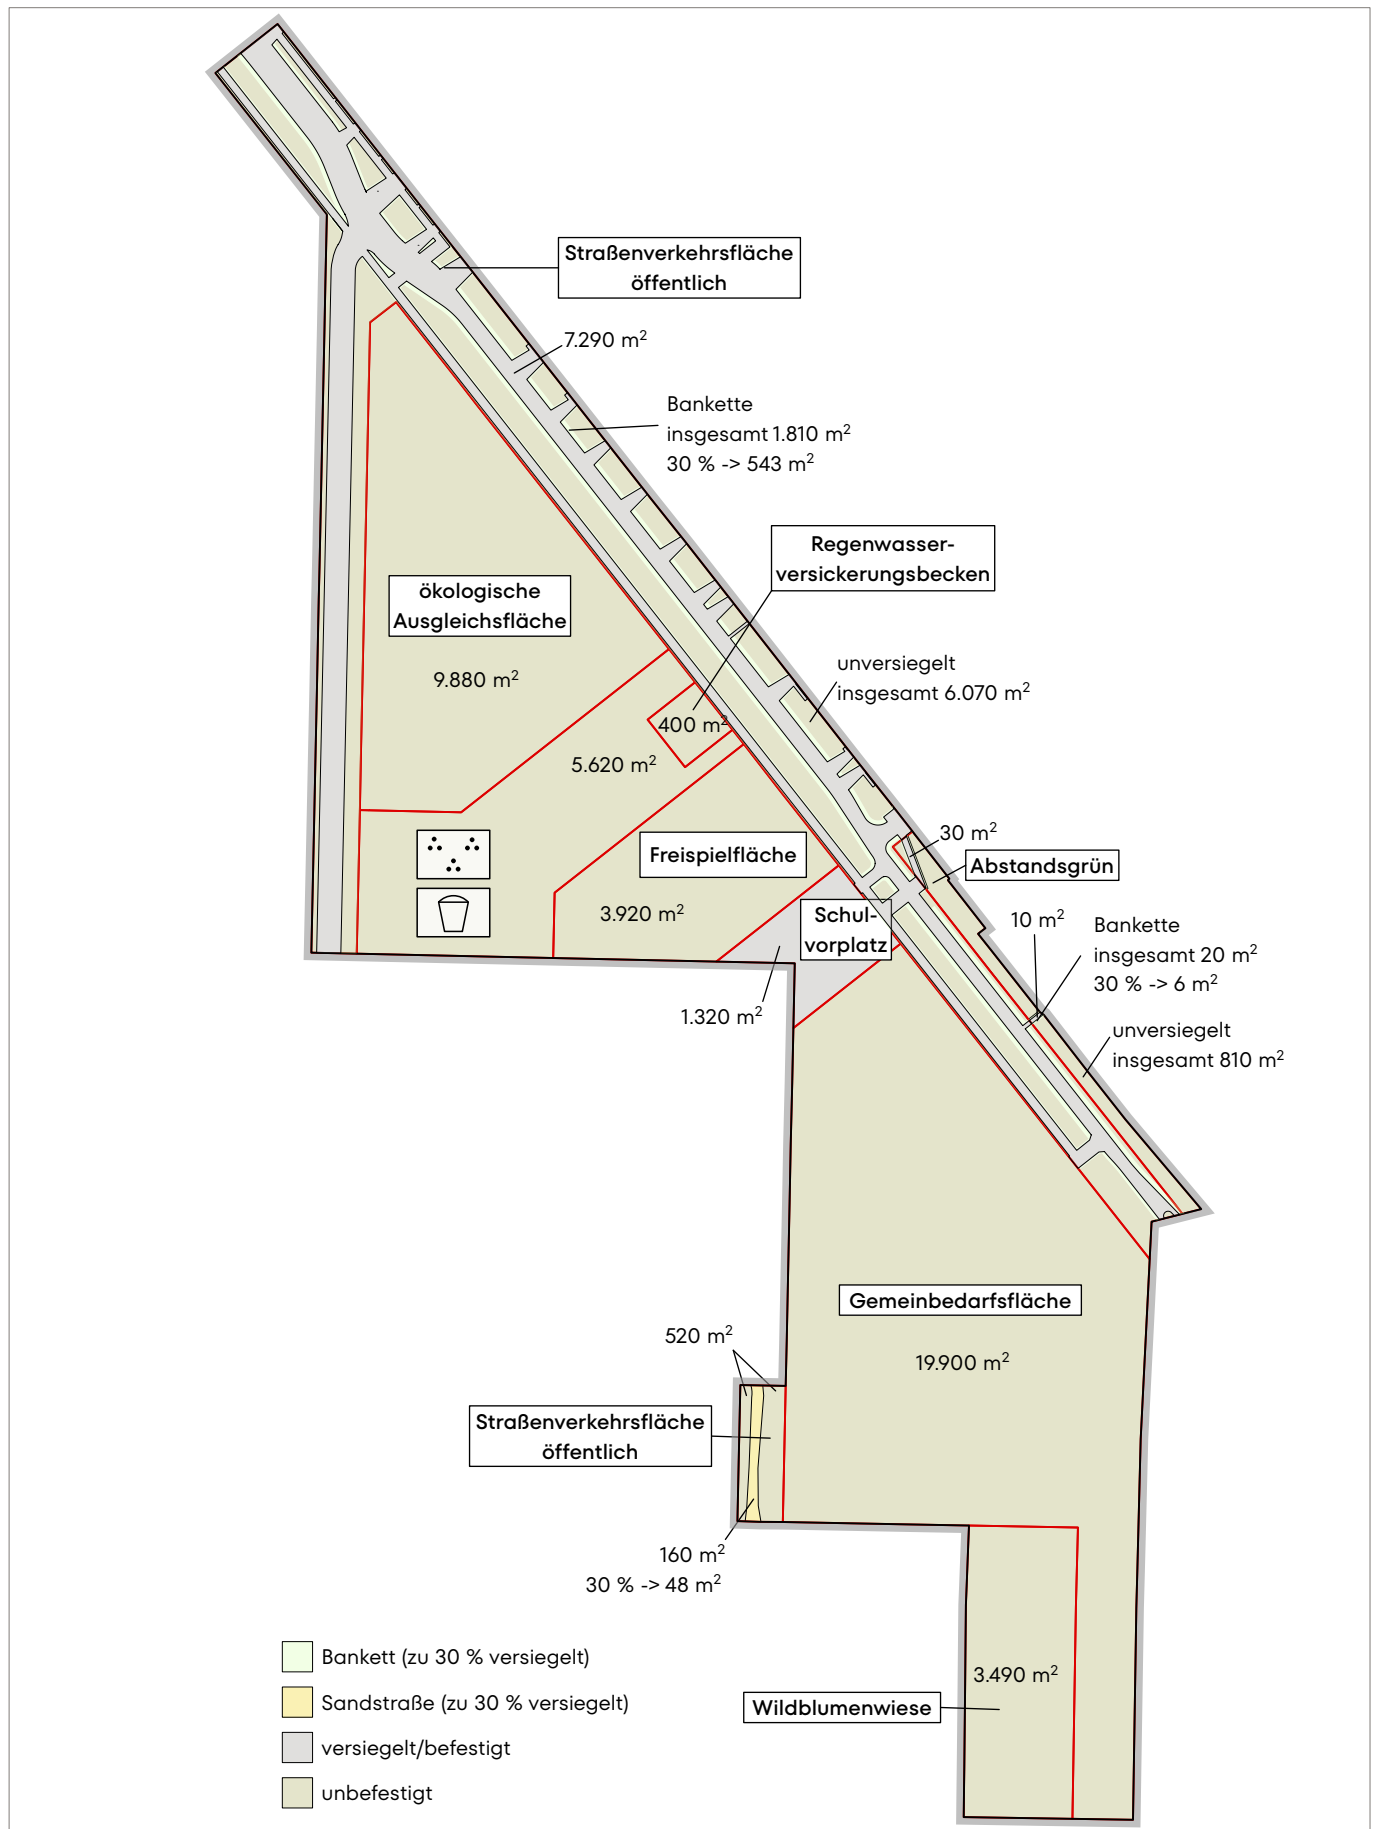 Straßenverkehrsfläche
öffentlich
7.290 m²
Bankette
insgesamt 1.810 m²
30 % -> 543 m²
Regenwasser-
versickerungsbecken
ökologische
Ausgleichsfläche
9.880 m²
unversiegelt
insgesamt 6.070 m²
400 m²
5.620 m²
30 m²
Freispielfläche
Abstandsgrün
3.920 m²
Schul-
vorplatz
10 m²
Bankette
insgesamt 20 m²
30 % -> 6 m²
1.320 m²
unversiegelt
insgesamt 810 m²
Gemeinbedarfsfläche
520 m²
19.900 m²
Straßenverkehrsfläche
öffentlich
160 m²
30 % -> 48 m²
3.490 m²
Wildblumenwiese
Bankett (zu 30 % versiegelt)
Sandstraße (zu 30 % versiegelt)
versiegelt/befestigt
unbefestigt